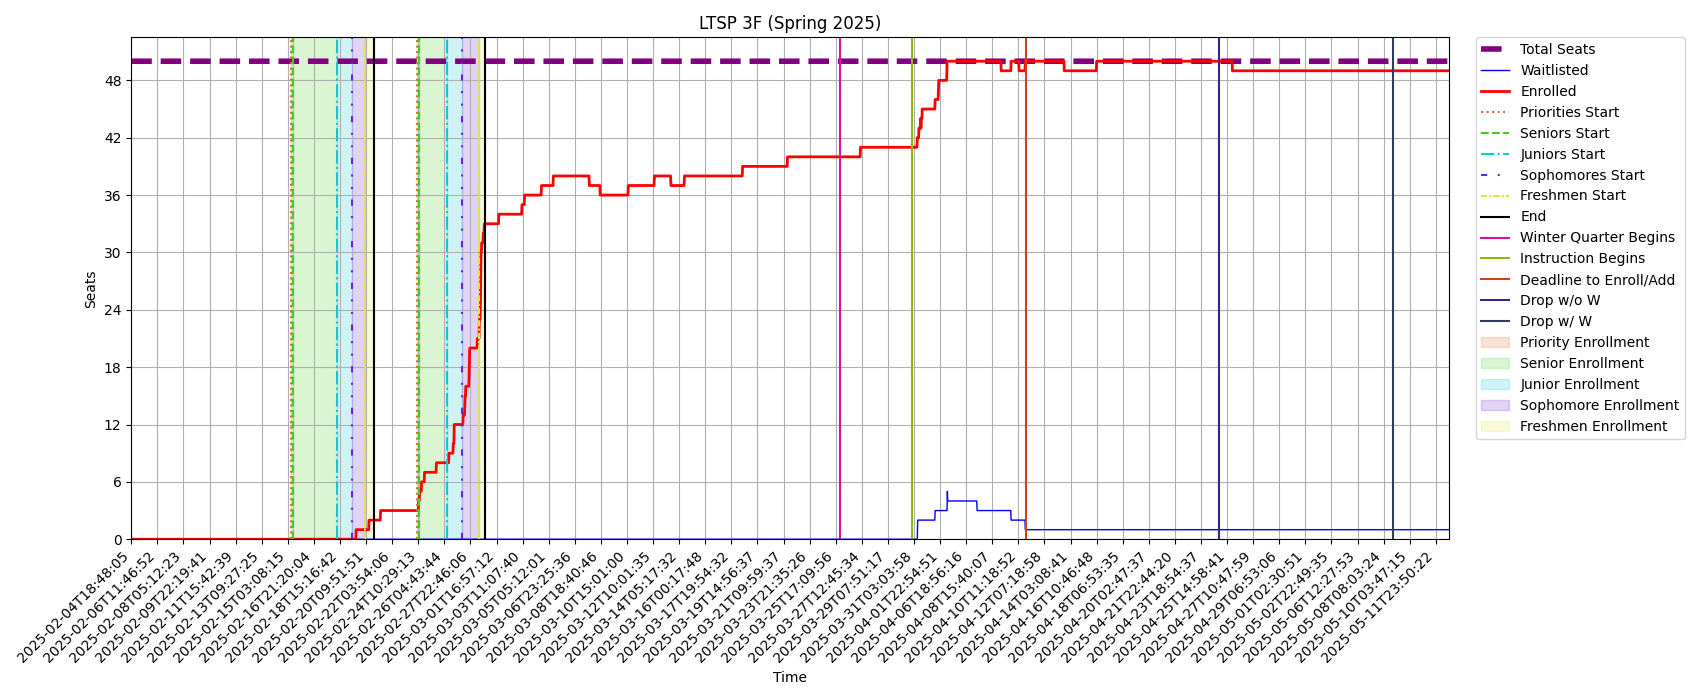 LTSP 3F (Spring 2025)
Seats
48
42
36
30
24
18
12
6
0
2025-02-04T18:48:05
2025-02-06T11:46:52
2025-02-08T05:12:23
2025-02-09T22:19:41
2025-02-11T15:42:39
2025-02-13T09:27:25
2025-02-15T03:08:15
2025-02-16T21:20:04
2025-02-18T15:16:42
2025-02-20T09:51:51
2025-02-22T03:54:06
2025-02-24T10:29:13
2025-02-26T04:43:44
2025-02-27T22:46:06
2025-03-01T16:57:12
2025-03-03T11:07:40
2025-03-05T05:12:01
2025-03-06T23:25:36
2025-03-08T18:40:46
2025-03-10T15:01:00
2025-03-12T10:01:35
2025-03-14T05:17:32
2025-03-16T00:17:48
2025-03-17T19:54:32
2025-03-19T14:56:37
2025-03-21T09:59:37
2025-03-23T21:35:26
2025-03-25T17:09:56
2025-03-27T12:45:34
2025-03-29T07:51:17
2025-03-31T03:03:58
2025-04-01T22:54:51
2025-04-06T18:56:16
2025-04-08T15:40:07
2025-04-10T11:18:52
2025-04-12T07:18:58
2025-04-14T03:08:41
2025-04-16T10:46:48
2025-04-18T06:53:35
2025-04-20T02:47:37
2025-04-21T22:44:20
2025-04-23T18:54:37
2025-04-25T14:58:41
2025-04-27T10:47:59
2025-04-29T06:53:06
2025-05-01T02:30:51
2025-05-02T22:49:35
2025-05-06T12:27:53
2025-05-08T08:03:24
2025-05-10T03:47:15
2025-05-11T23:50:22
Time
Total Seats
Waitlisted
Enrolled
Priorities Start
Seniors Start
Juniors Start
Sophomores Start
Freshmen Start
End
Winter Quarter Begins
Instruction Begins
Deadline to Enroll/Add
Drop w/o W
Drop w/ W
Priority Enrollment
Senior Enrollment
Junior Enrollment
Sophomore Enrollment
Freshmen Enrollment